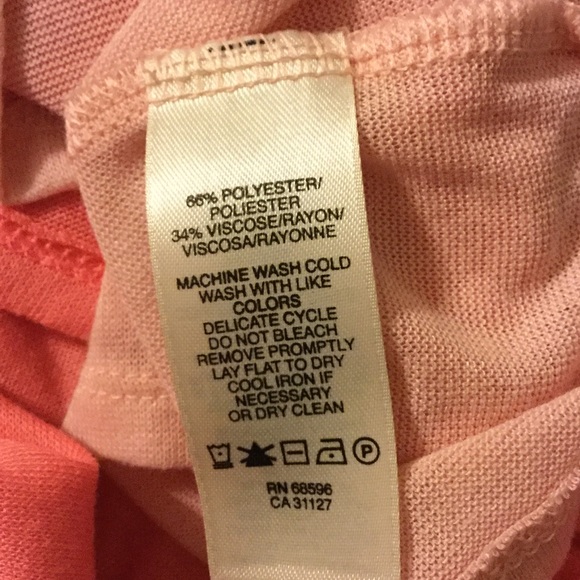 66% POLYESTER/
POLIESTER
34% VISCOSE/RAYON/
VISCOSA/RAYONNE
MACHINE WASH COLD
WASH WITH LIKE
COLORS
DELICATE CYCLE
DO NOT BLEACH
REMOVE PROMPTLY
LAY FLAT TO DRY
COOL IRON IF
NECESSARY
OR DRY CLEAN
P
RN 68596
CA 31127